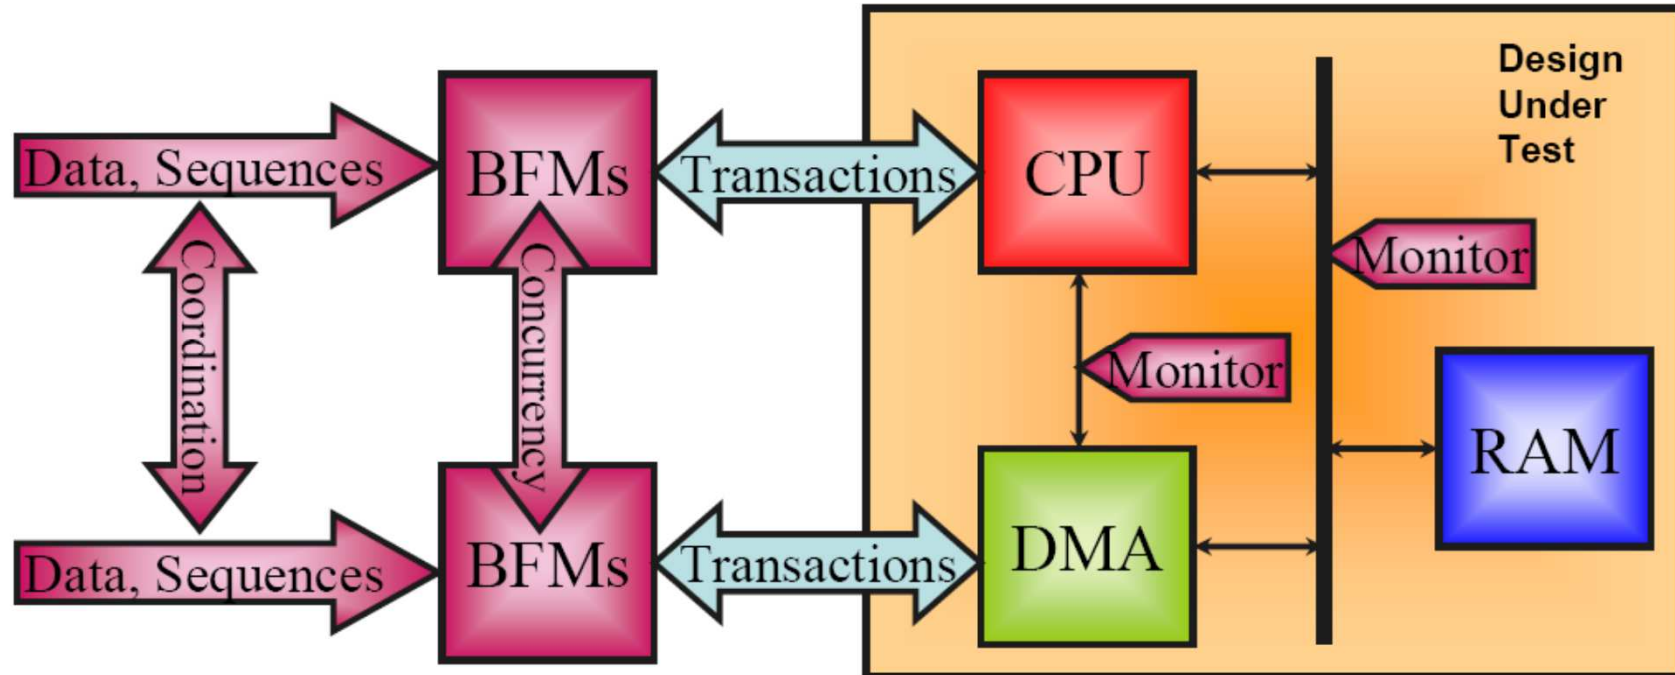 Design
Under
Test
Data, Sequences
BFMs
Transactions
CPU
Monitor
Coordination
Concurrency
Monitor
RAM
Data, Sequences
BFMs
Transactions
DMA